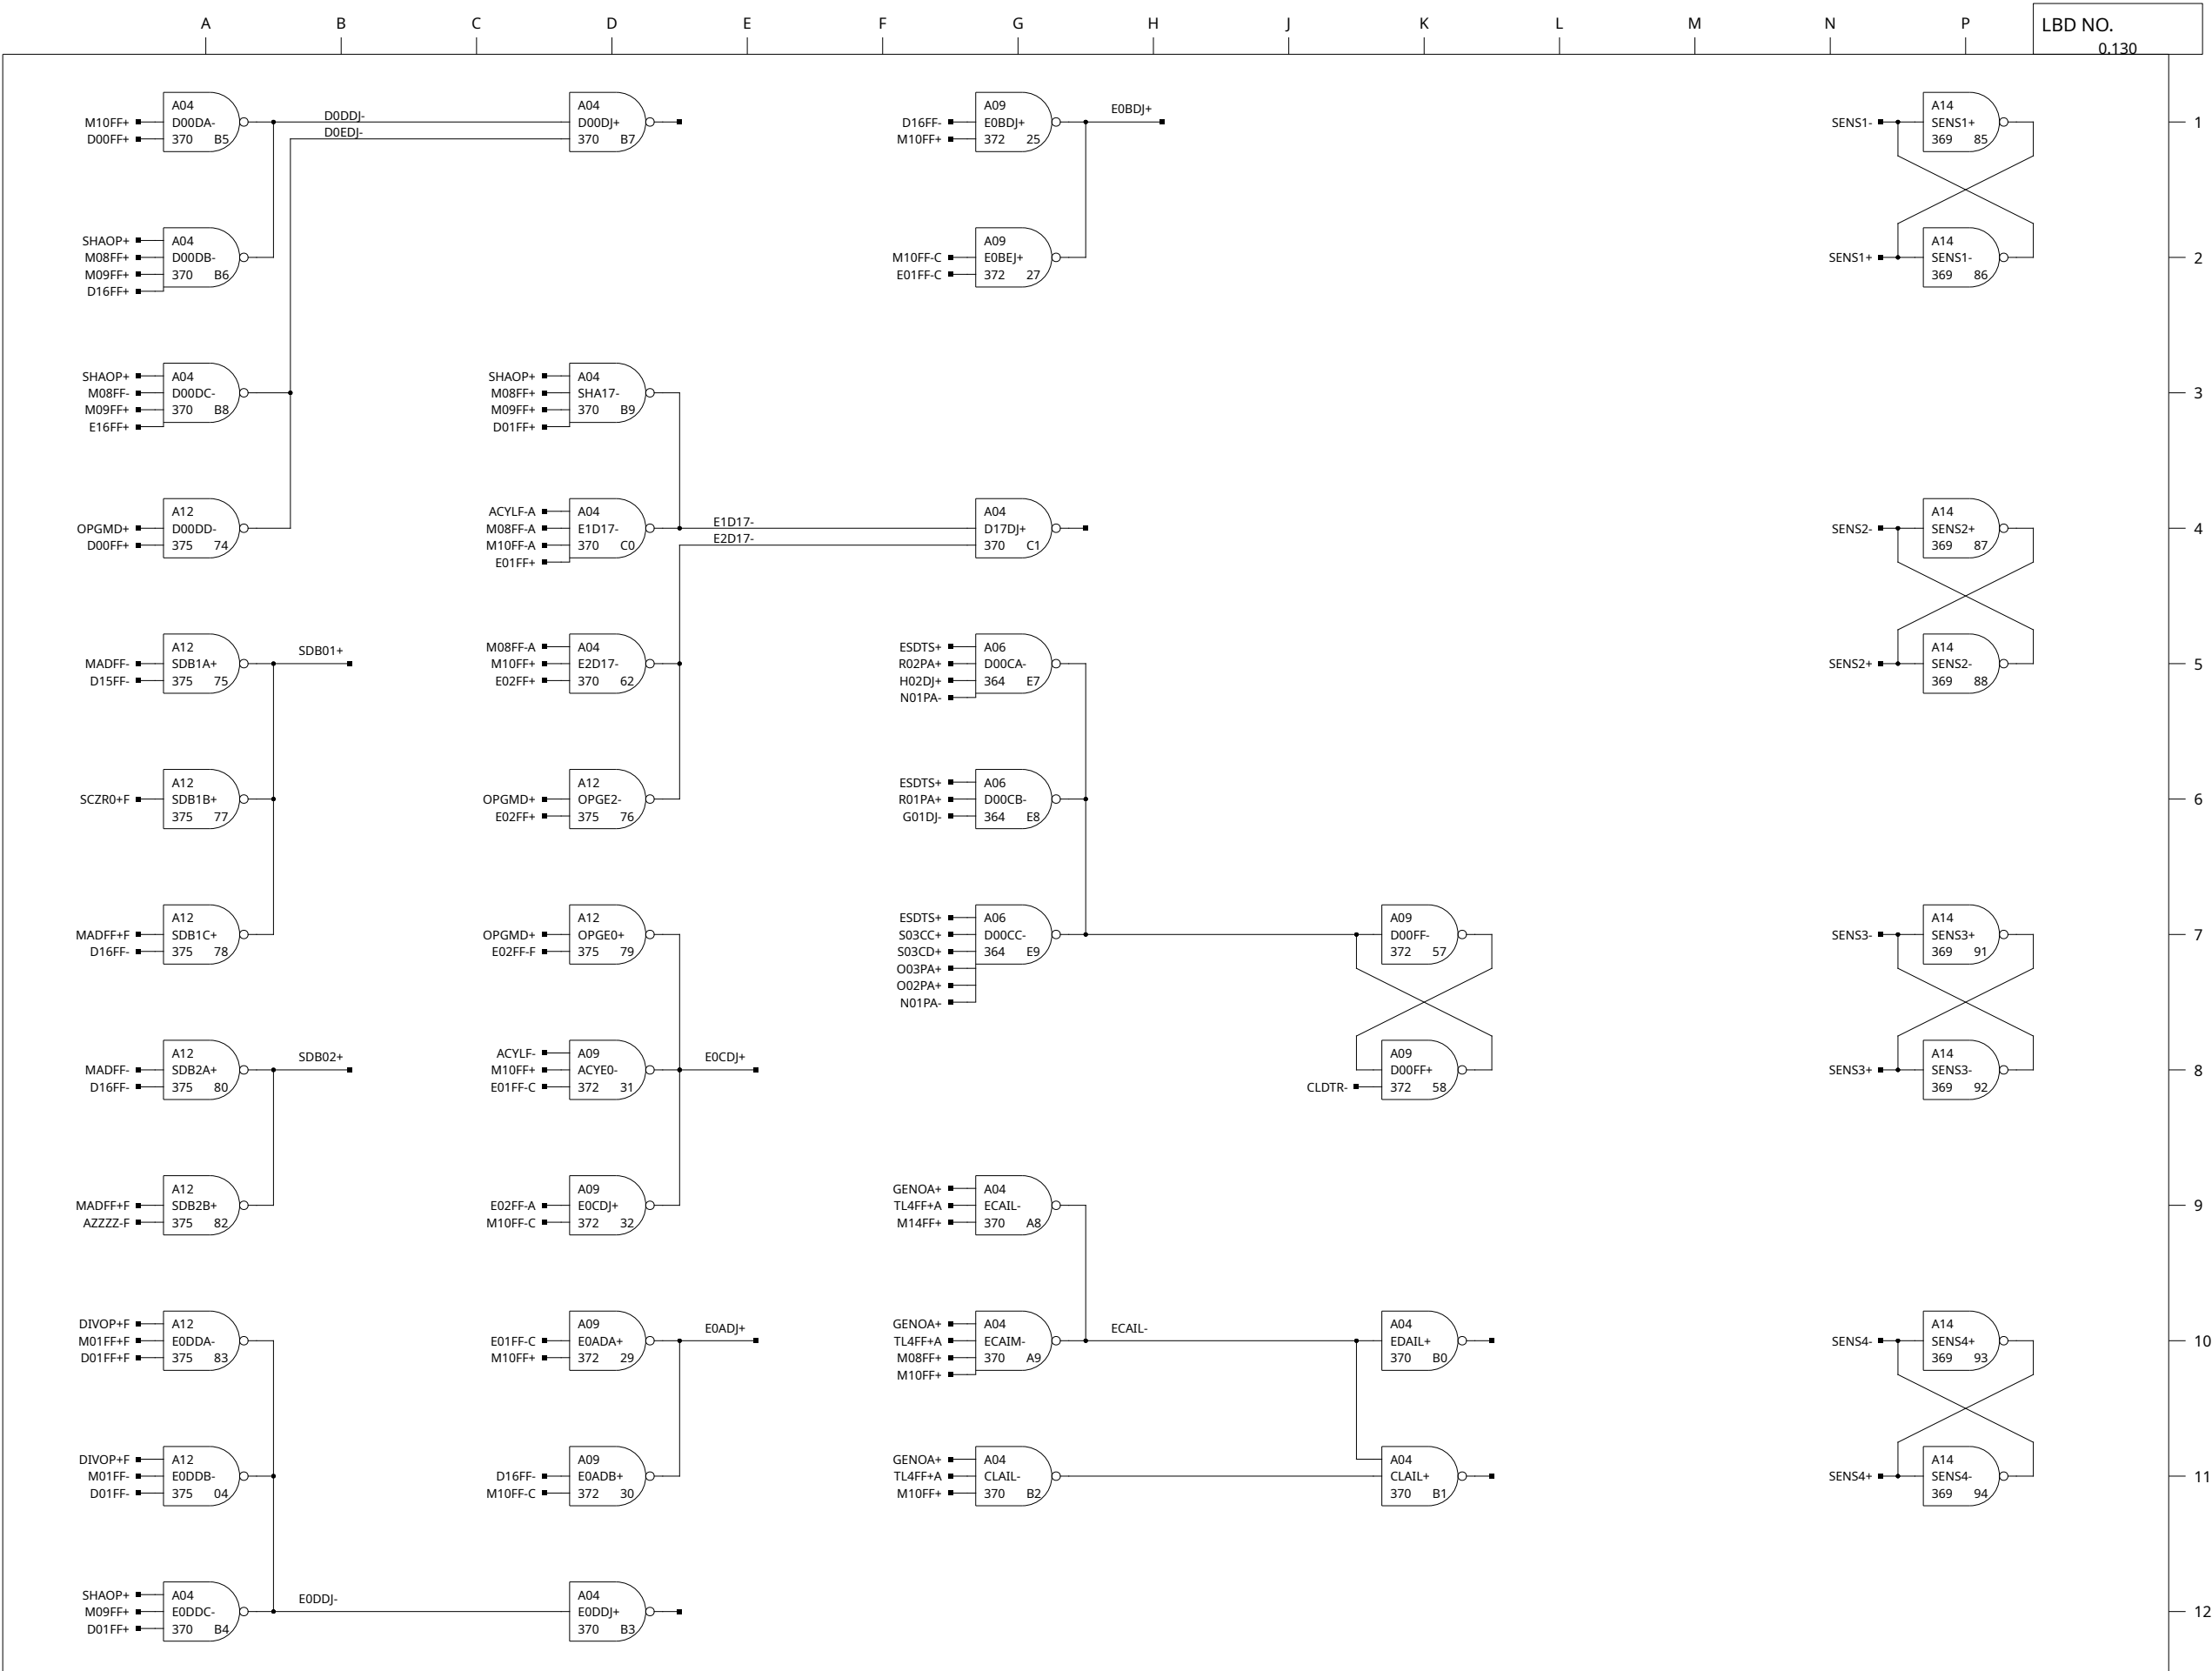 A B C D E F G H J K L M N P
LBD NO.
0.130
A04
M10FF+ D00DA-
D00FF+ 370 B5
D0DDJ-
D0EDJ-
A04
D00DJ+
370 B7
A09
D16FF- E0BDJ+
M10FF+ 372 25
E0BDJ+
A14
SENS1- SENS1+
369 85
1
SHAOP+ A04
M08FF+ D00DB-
M09FF+ 370 B6
D16FF+
A09
M10FF-C E0BEJ+
E01FF-C 372 27
A14
SENS1+ SENS1-
369 86
2
SHAOP+ A04
M08FF- D00DC-
M09FF+ 370 B8
E16FF+
SHAOP+ A04
M08FF+ SHA17-
M09FF+ 370 B9
D01FF+
3
A12
OPGMD+ D00DD-
D00FF+ 375 74
ACYLF-A A04
M08FF-A E1D17-
M10FF-A 370 C0
E01FF+
E1D17-
E2D17-
A04
D17DJ+
370 C1
A14
SENS2- SENS2+
369 87
4
A12
MADFF- SDB1A+
D15FF- 375 75
SDB01+
M08FF-A A04
M10FF+ E2D17-
E02FF+ 370 62
ESDTS+ A06
R02PA+ D00CA-
H02DJ+ 364 E7
N01PA-
A14
SENS2+ SENS2-
369 88
5
A12
SCZR0+F SDB1B+
375 77
A12
OPGMD+ OPGE2-
E02FF+ 375 76
ESDTS+ A06
R01PA+ D00CB-
G01DJ- 364 E8
6
A12
MADFF+F SDB1C+
D16FF- 375 78
A12
OPGMD+ OPGE0+
E02FF-F 375 79
ESDTS+ A06
S03CC+ D00CC-
S03CD+ 364 E9
O03PA+
O02PA+
N01PA-
A09
D00FF-
372 57
A14
SENS3- SENS3+
369 91
7
A12
MADFF- SDB2A+
D16FF- 375 80
SDB02+
ACYLF- A09
M10FF+ ACYE0-
E01FF-C 372 31
E0CDJ+
A09
D00FF+
CLDTR- 372 58
A14
SENS3+ SENS3-
369 92
8
A12
MADFF+F SDB2B+
AZZZZ-F 375 82
A09
E02FF-A E0CDJ+
M10FF-C 372 32
GENOA+ A04
TL4FF+A ECAIL-
M14FF+ 370 A8
9
DIVOP+F A12
M01FF+F E0DDA-
D01FF+F 375 83
A09
E01FF-C E0ADA+
M10FF+ 372 29
E0ADJ+
GENOA+ A04
TL4FF+A ECAIM-
M08FF+ 370 A9
M10FF+
ECAIL-
A04
EDAIL+
370 B0
A14
SENS4- SENS4+
369 93
10
DIVOP+F A12
M01FF- E0DDB-
D01FF- 375 04
A09
D16FF- E0ADB+
M10FF-C 372 30
GENOA+ A04
TL4FF+A CLAIL-
M10FF+ 370 B2
A04
CLAIL+
370 B1
A14
SENS4+ SENS4-
369 94
11
SHAOP+ A04
M09FF+ E0DDC-
D01FF+ 370 B4
E0DDJ-
A04
E0DDJ+
370 B3
12